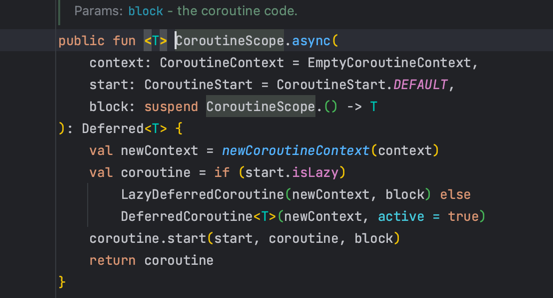 Params: block - the coroutine code.
public fun <T> CoroutineScope.async(
    context: CoroutineContext = EmptyCoroutineContext,
    start: CoroutineStart = CoroutineStart.DEFAULT,
    block: suspend CoroutineScope.() -> T
): Deferred<T> {
    val newContext = newCoroutineContext(context)
    val coroutine = if (start.isLazy)
        LazyDeferredCoroutine(newContext, block) else
        DeferredCoroutine<T>(newContext, active = true)
    coroutine.start(start, coroutine, block)
    return coroutine
}